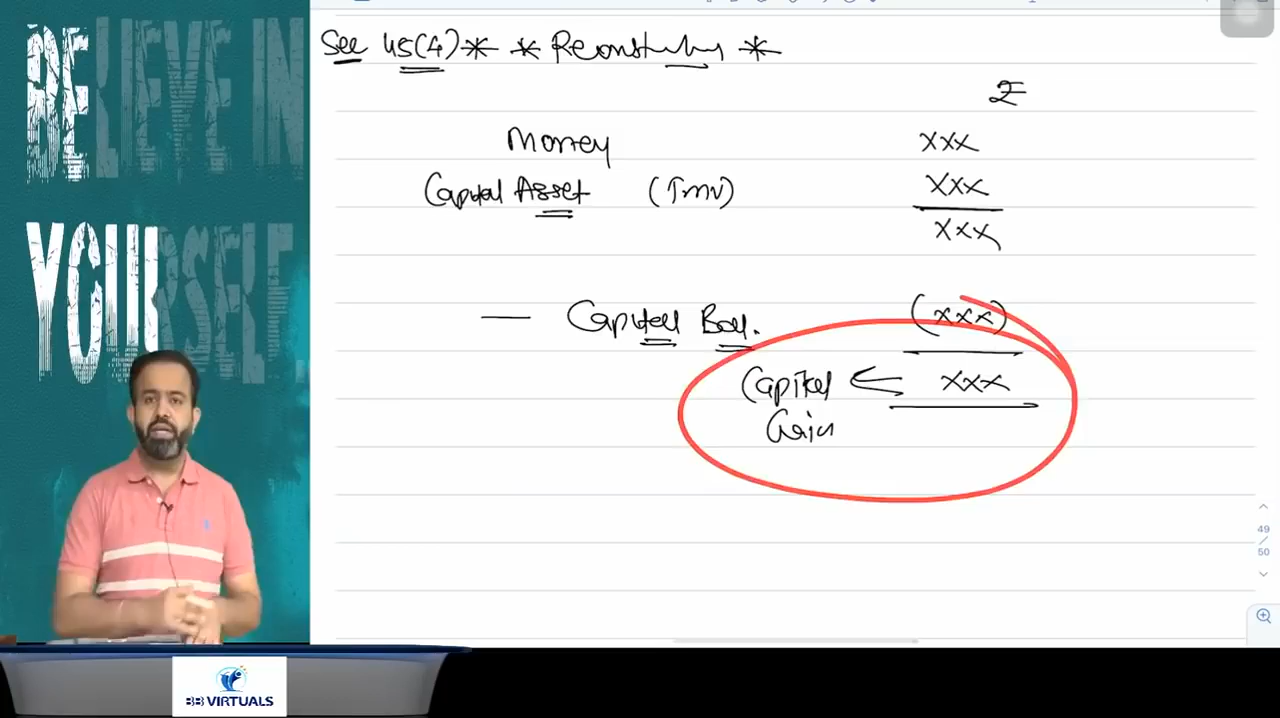 BELIEVE IN
YOURSELF.
See 45(4)* *Reconstitution*
₹
Money xxx
Capital Asset (FMV) xxx
xxx
— Capital Bal. (xxx)
Capital ← xxx
Gain
49
/
50
BB VIRTUALS